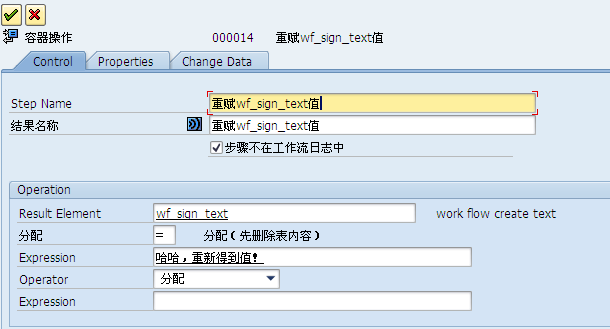 容器操作 000014 重赋wf_sign_text值
Control Properties Change Data
Step Name 重赋wf_sign_text值
结果名称 重赋wf_sign_text值
步骤不在工作流日志中
Operation
Result Element wf_sign_text work flow create text
分配 = 分配(先删除表内容)
Expression 哈哈，重新得到值！
Operator 分配
Expression